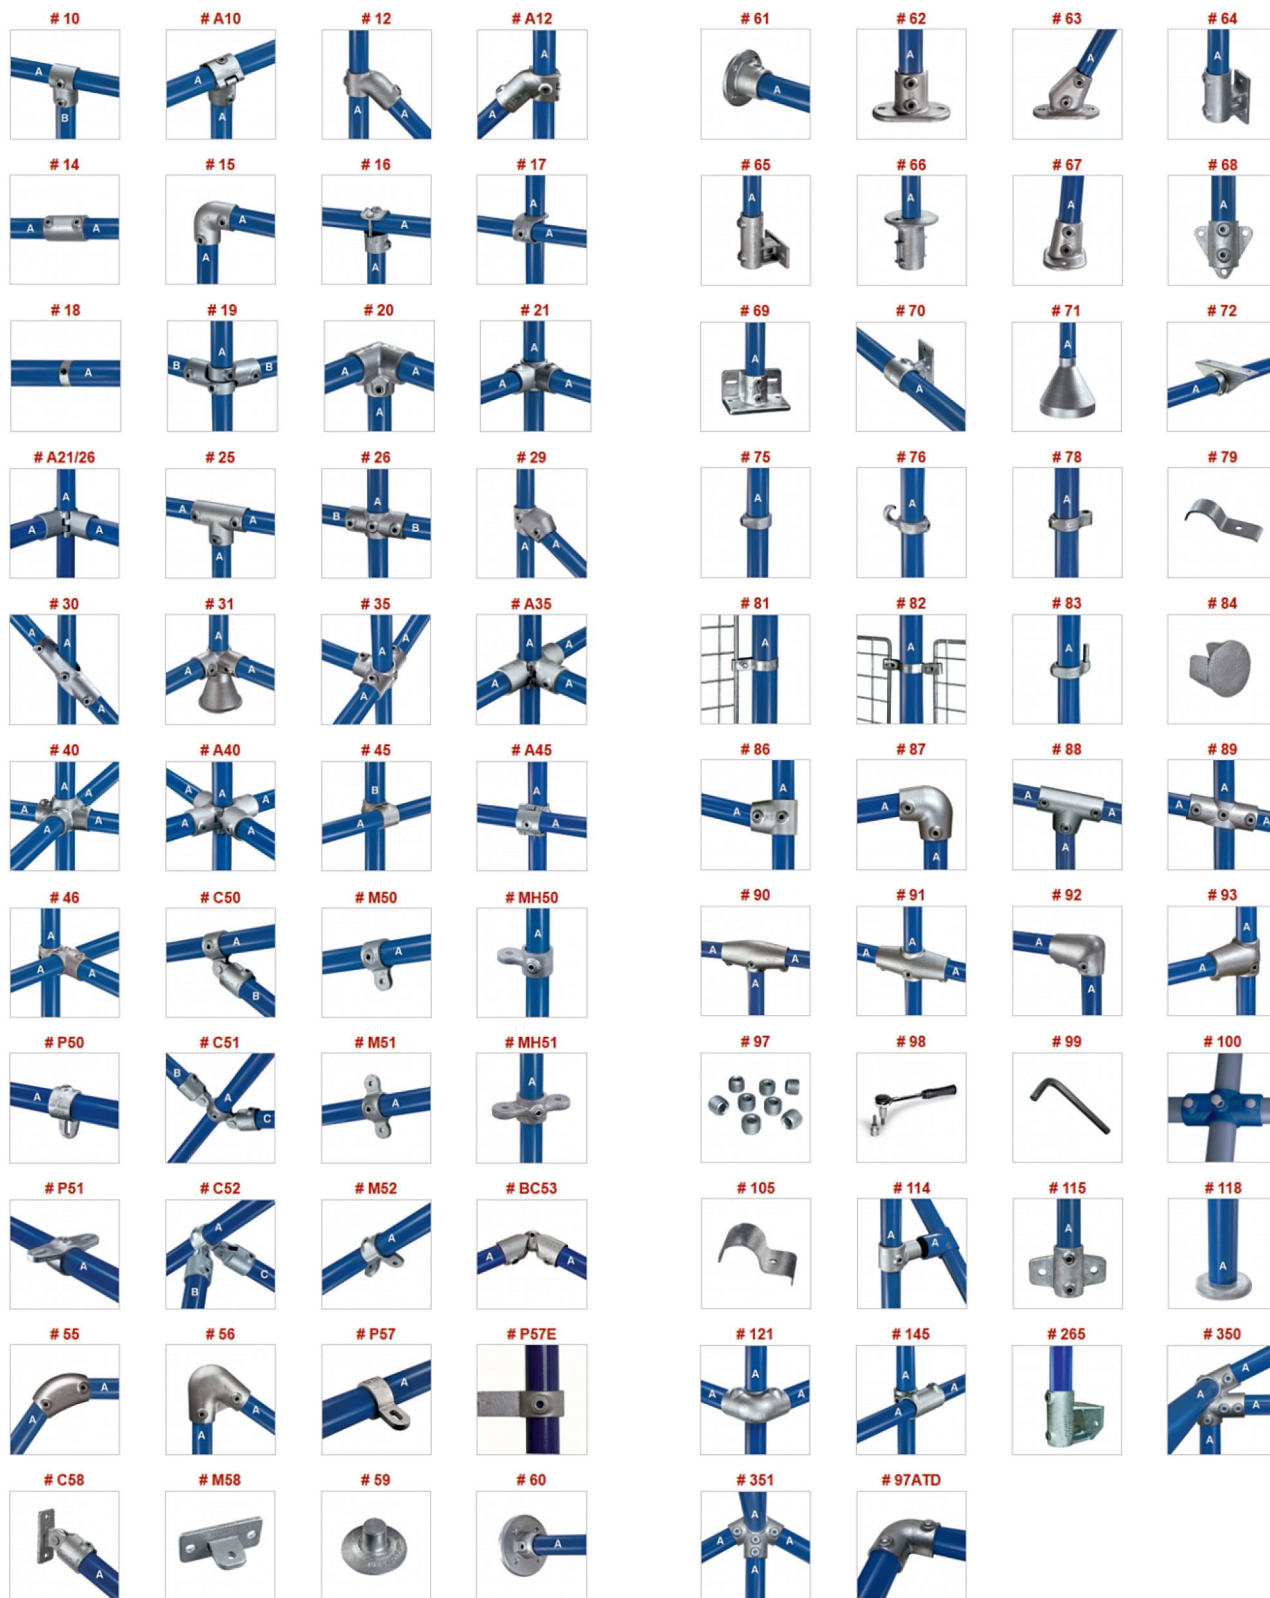 # 10 # A10 # 12 # A12 # 61 # 62 # 63 # 64
# 14 # 15 # 16 # 17 # 65 # 66 # 67 # 68
# 18 # 19 # 20 # 21 # 69 # 70 # 71 # 72
# A21/26 # 25 # 26 # 29 # 75 # 76 # 78 # 79
# 30 # 31 # 35 # A35 # 81 # 82 # 83 # 84
# 40 # A40 # 45 # A45 # 86 # 87 # 88 # 89
# 46 # C50 # M50 # MH50 # 90 # 91 # 92 # 93
# P50 # C51 # M51 # MH51 # 97 # 98 # 99 # 100
# P51 # C52 # M52 # BC53 # 105 # 114 # 115 # 118
# 55 # 56 # P57 # P57E # 121 # 145 # 265 # 350
# C58 # M58 # 59 # 60 # 351 # 97ATD